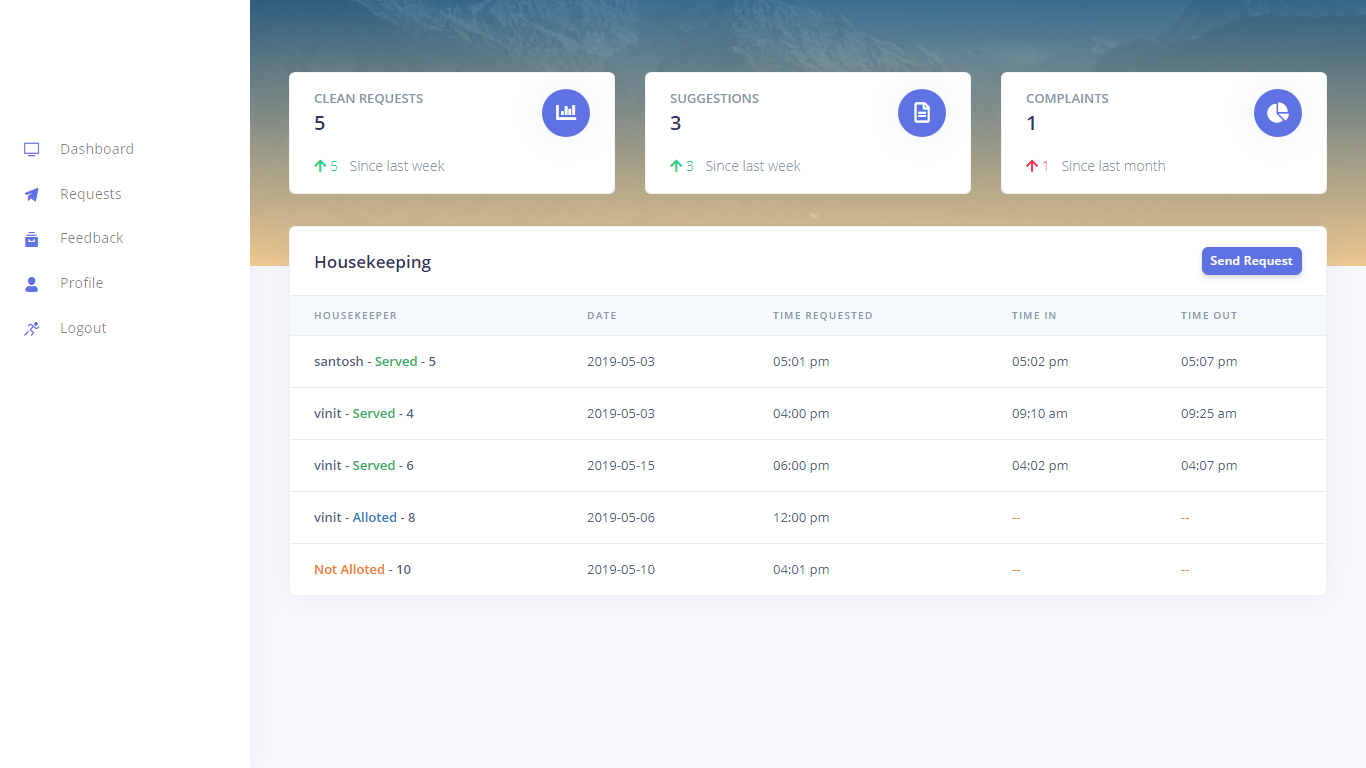 Dashboard
Requests
Feedback
Profile
Logout
CLEAN REQUESTS
5
5 Since last week
SUGGESTIONS
3
3 Since last week
COMPLAINTS
1
1 Since last month
Housekeeping
Send Request
HOUSEKEEPER DATE TIME REQUESTED TIME IN TIME OUT
santosh - Served - 5 2019-05-03 05:01 pm 05:02 pm 05:07 pm
vinit - Served - 4 2019-05-03 04:00 pm 09:10 am 09:25 am
vinit - Served - 6 2019-05-15 06:00 pm 04:02 pm 04:07 pm
vinit - Alloted - 8 2019-05-06 12:00 pm -- --
Not Alloted - 10 2019-05-10 04:01 pm -- --